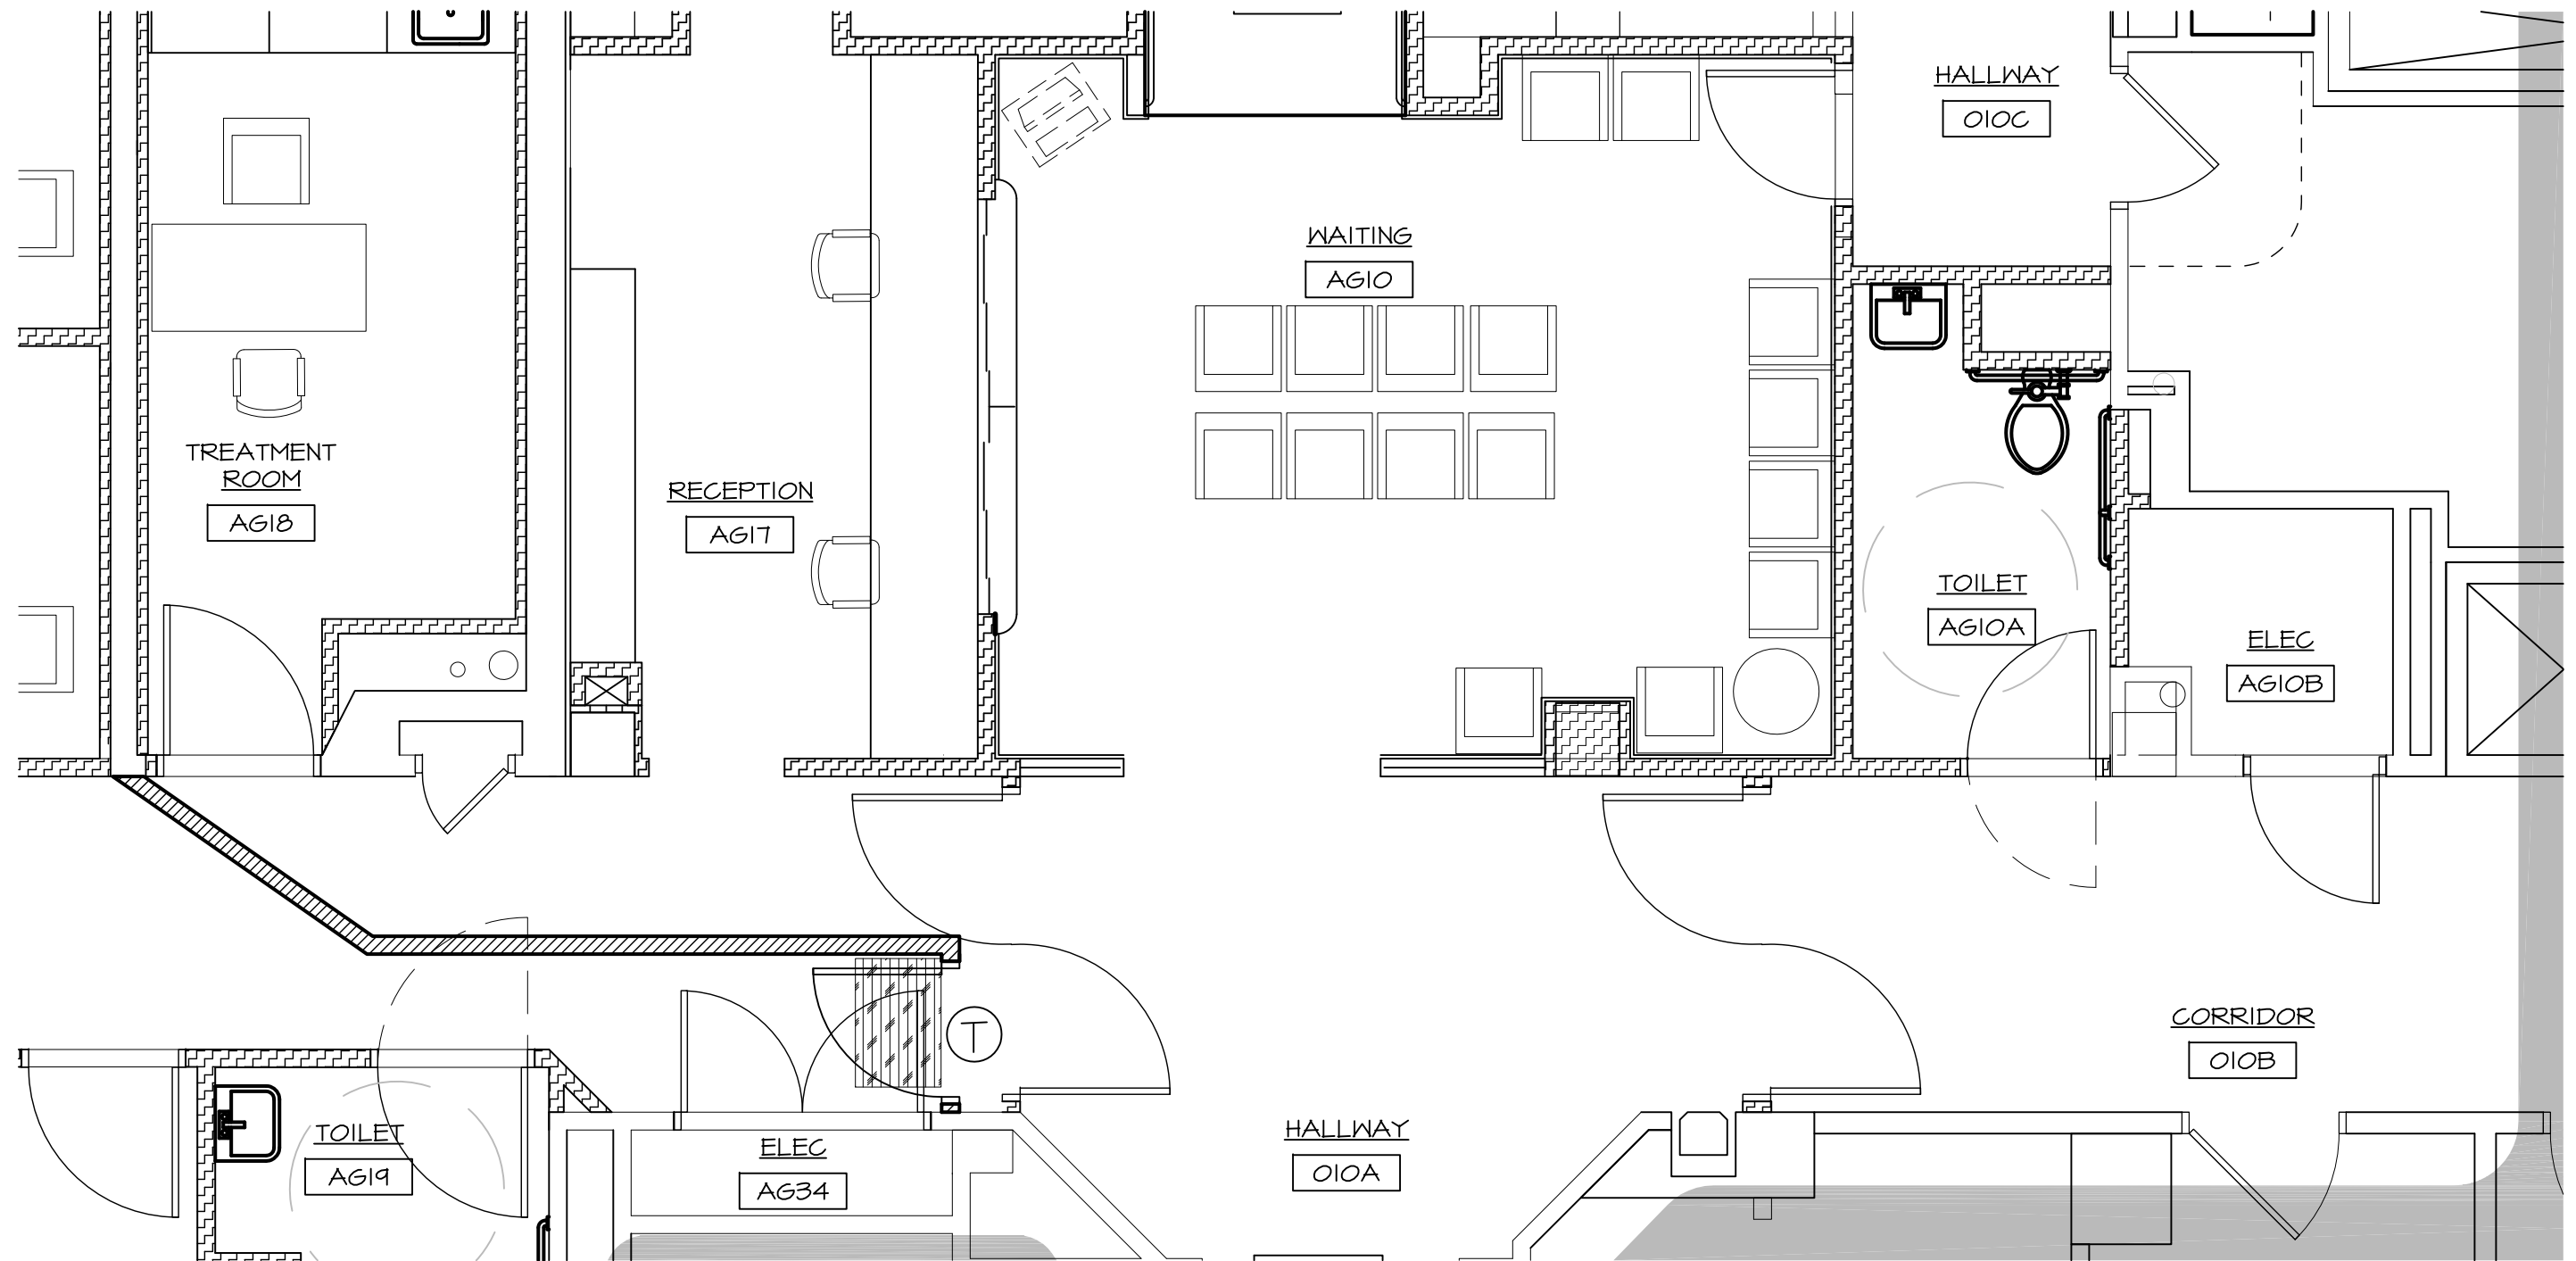 HALLWAY
010C
WAITING
AG10
TREATMENT
ROOM
AG18
RECEPTION
AG17
TOILET
AG10A
ELEC
AG10B
CORRIDOR
010B
T
TOILET
AG19
ELEC
AG34
HALLWAY
010A